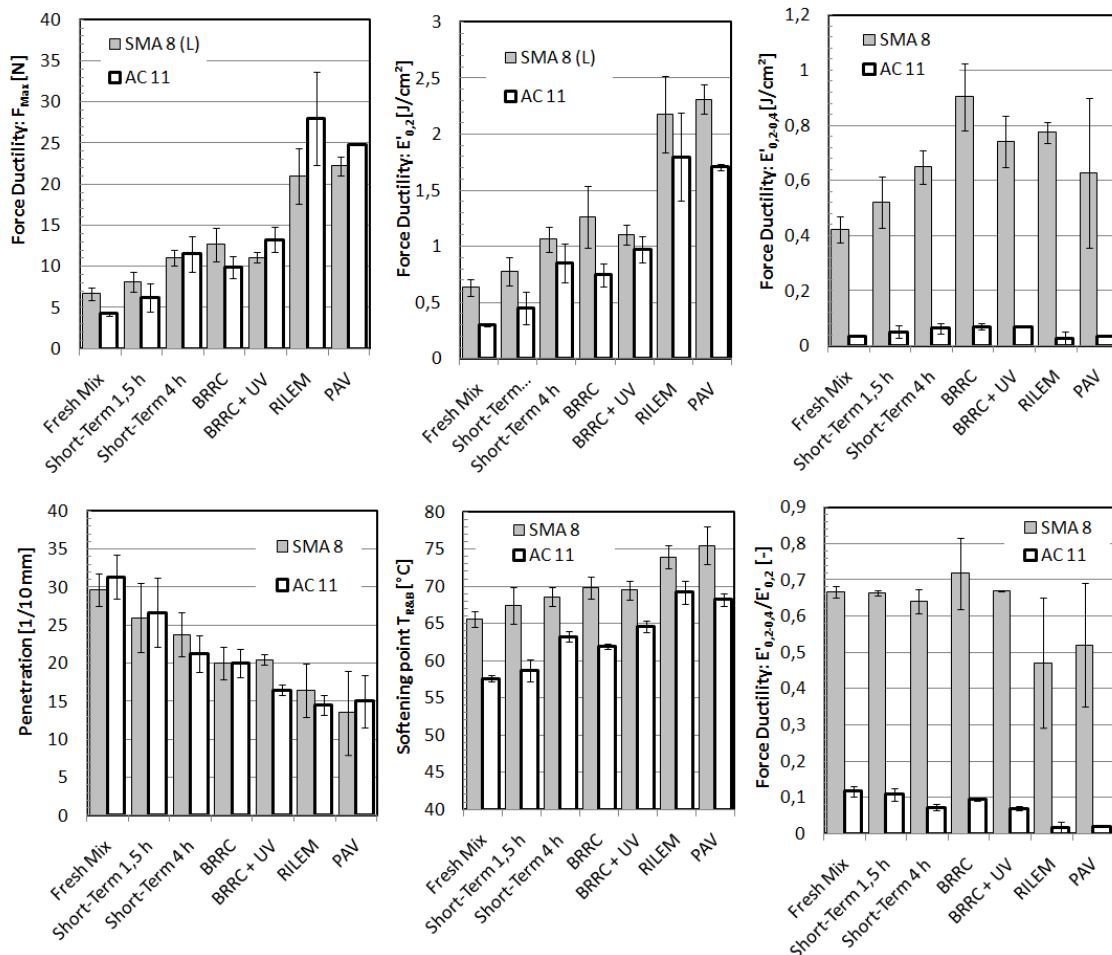 Force Ductility: FMax [N]
40
35
30
25
20
15
10
5
0
SMA 8 (L)
AC 11
Fresh Mix
Short-Term 1,5 h
Short-Term 4 h
BRRC
BRRC + UV
RILEM
PAV
Force Ductility: E'0,2 [J/cm²]
3
2,5
2
1,5
1
0,5
0
SMA 8 (L)
AC 11
Fresh Mix
Short-Term...
Short-Term 4 h
BRRC
BRRC + UV
RILEM
PAV
Force Ductility: E'0,2-0,4 [J/cm²]
1,2
1
0,8
0,6
0,4
0,2
0
SMA 8
AC 11
Fresh Mix
Short-Term 1,5 h
Short-Term 4 h
BRRC
BRRC + UV
RILEM
PAV
Penetration [1/10 mm]
40
35
30
25
20
15
10
5
0
SMA 8
AC 11
Fresh Mix
Short-Term 1,5 h
Short-Term 4 h
BRRC
BRRC + UV
RILEM
PAV
Softening point TR&B [°C]
80
75
70
65
60
55
50
45
40
SMA 8
AC 11
Fresh Mix
Short-Term 1,5 h
Short-Term 4 h
BRRC
BRRC + UV
RILEM
PAV
Force Ductility: E'0,2-0,4/E'0,2 [-]
0,9
0,8
0,7
0,6
0,5
0,4
0,3
0,2
0,1
0
SMA 8
AC 11
Fresh Mix
Short-Term 1,5 h
Short-Term 4 h
BRRC
BRRC + UV
RILEM
PAV